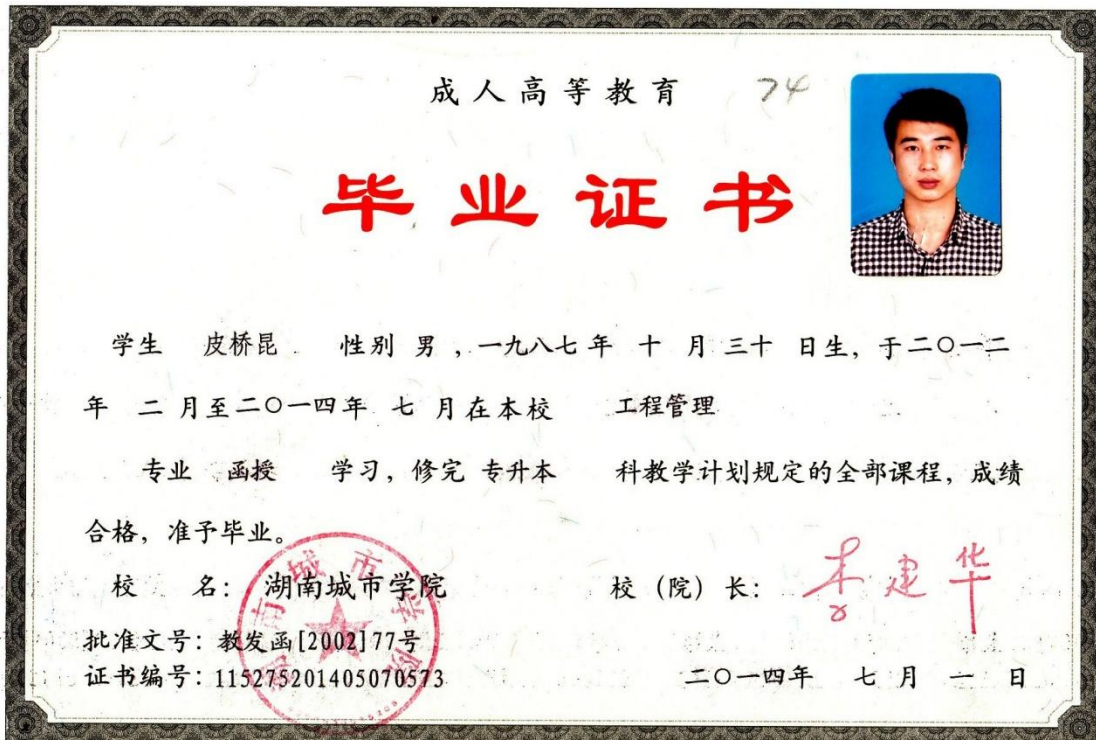 成人高等教育 74
毕业证书
学生 皮桥昆 性别 男 ，一九八七 年 十 月 三十 日生，于二〇一二
年 二 月至二〇一四年 七 月在本校 工程管理
专业 函授 学习，修完 专升本 科教学计划规定的全部课程，成绩
合格，准予毕业。
校 名： 湖南城市学院 校（院）长： 李建华
湖南城市学院
批准文号：教发函[2002]77号
证书编号：115275201405070573 二〇一四年 七 月 一 日